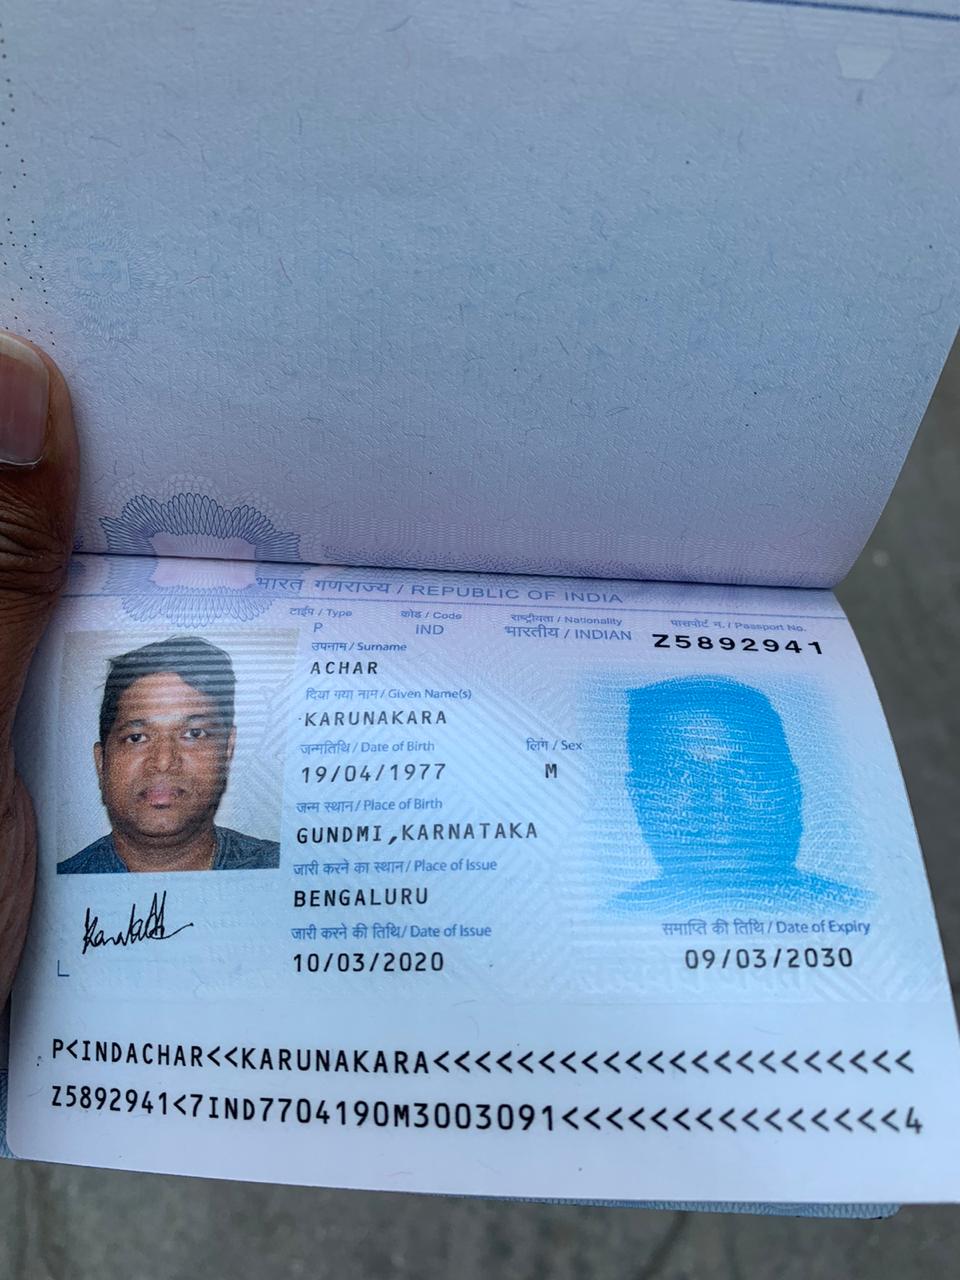 भारत गणराज्य / REPUBLIC OF INDIA
टाईप / Type कोड / Code राष्ट्रीयता / Nationality पासपोर्ट न. / Passport No.
P IND भारतीय / INDIAN Z5892941
उपनाम / Surname
ACHAR
दिया गया नाम / Given Name(s)
KARUNAKARA
जन्मतिथि / Date of Birth लिंग / Sex
19/04/1977 M
जन्म स्थान / Place of Birth
GUNDMI,KARNATAKA
जारी करने का स्थान / Place of Issue
BENGALURU
जारी करने की तिथि / Date of Issue समाप्ति की तिथि / Date of Expiry
10/03/2020 09/03/2030
P<INDACHAR<<KARUNAKARA<<<<<<<<<<<<<<<<<<<<<<
Z5892941<7IND7704190M3003091<<<<<<<<<<<<<<<4